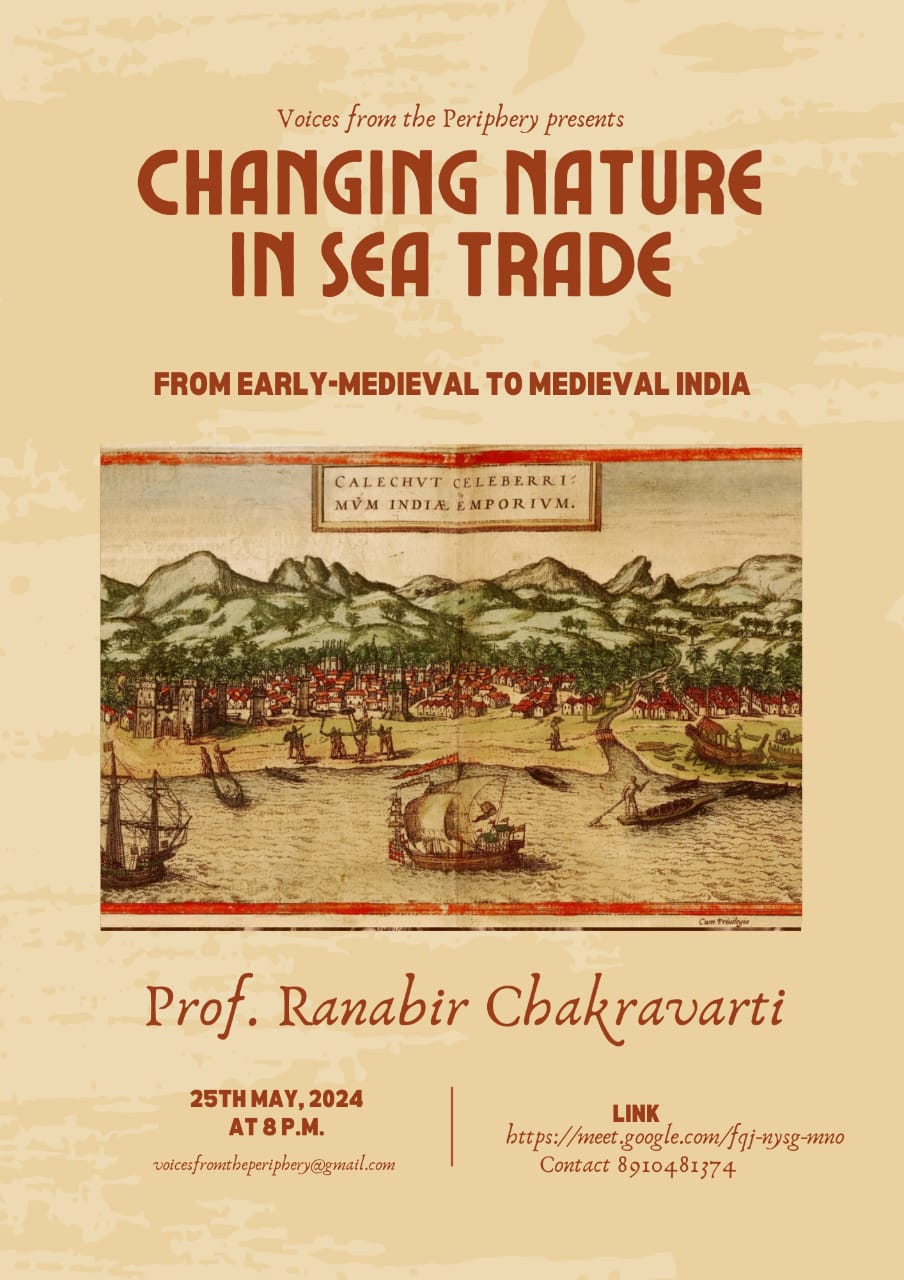 Voices from the Periphery presents
CHANGING NATURE
IN SEA TRADE
FROM EARLY-MEDIEVAL TO MEDIEVAL INDIA
CALECHVT CELEBERRI⹀
MV̌M INDIÆ EMPORIVM.
Cum Priuilegio
Prof. Ranabir Chakravarti
25TH MAY, 2024
AT 8 P.M.
voicesfromtheperiphery@gmail.com
LINK
https://meet.google.com/fqj-nysg-mno
Contact 8910481374